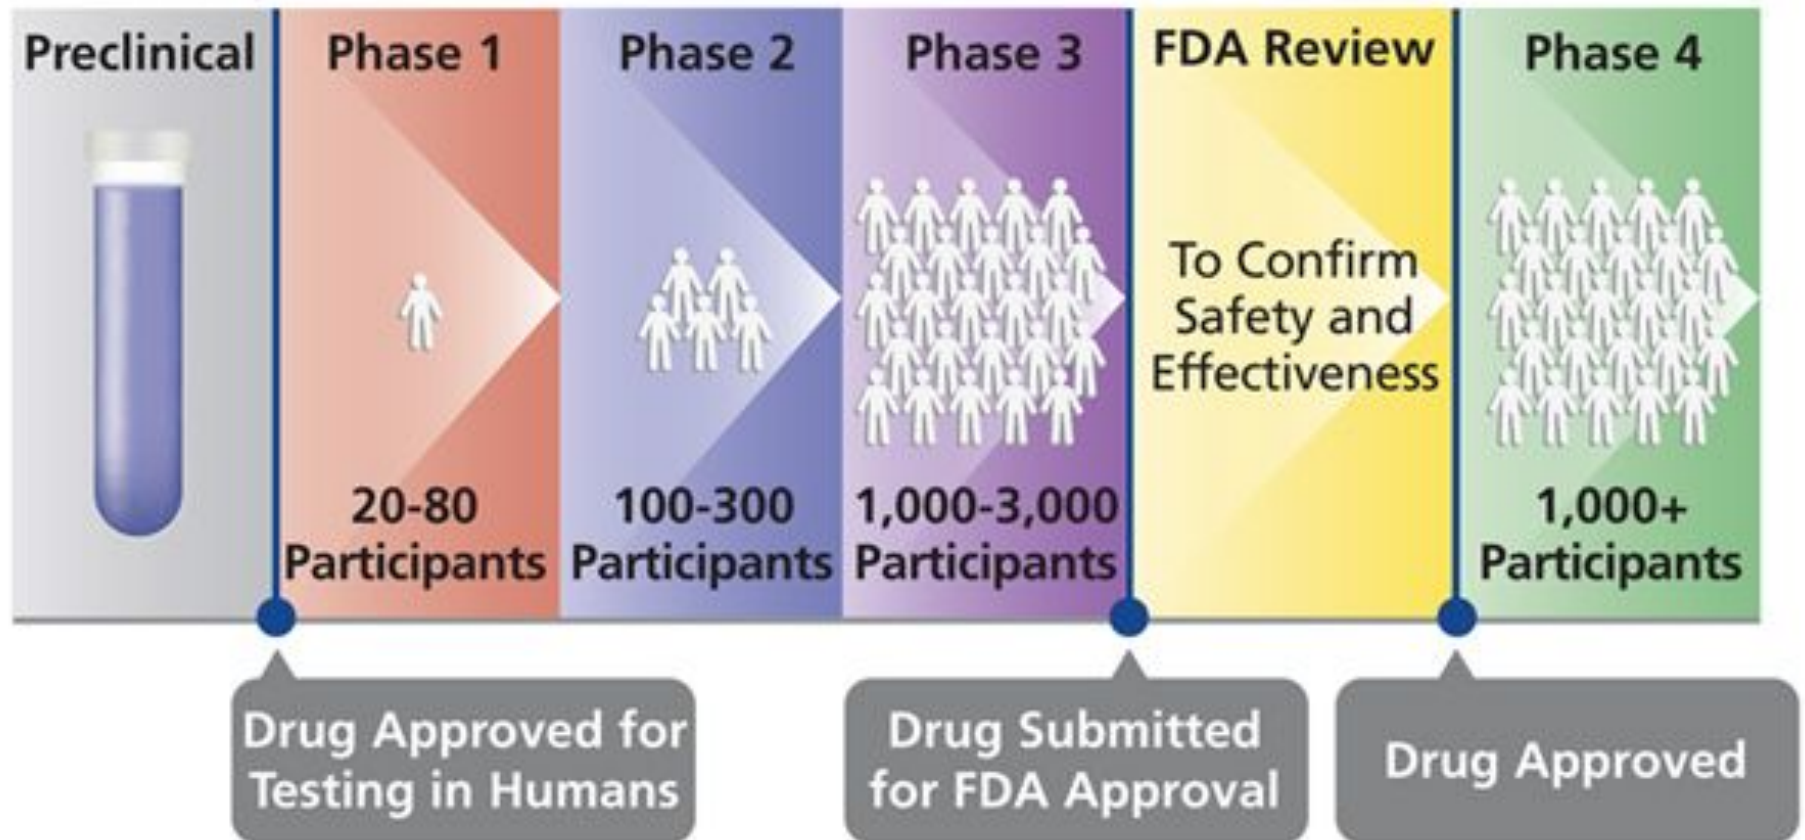 Preclinical
Phase 1
Phase 2
Phase 3
FDA Review
Phase 4
To Confirm
Safety and
Effectiveness
20-80
Participants
100-300
Participants
1,000-3,000
Participants
1,000+
Participants
Drug Approved for
Testing in Humans
Drug Submitted
for FDA Approval
Drug Approved